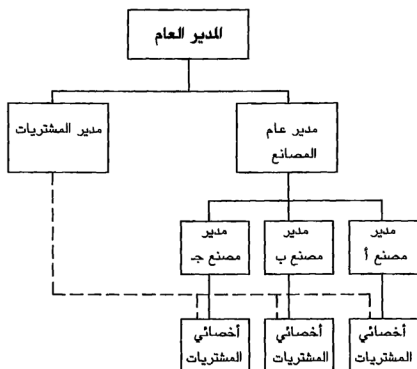 المدير العام
مدير عام
المصانع
مدير المشتريات
مدير
مصنع أ
مدير
مصنع ب
مدير
مصنع جـ
أخصائي
المشتريات
أخصائي
المشتريات
أخصائي
المشتريات